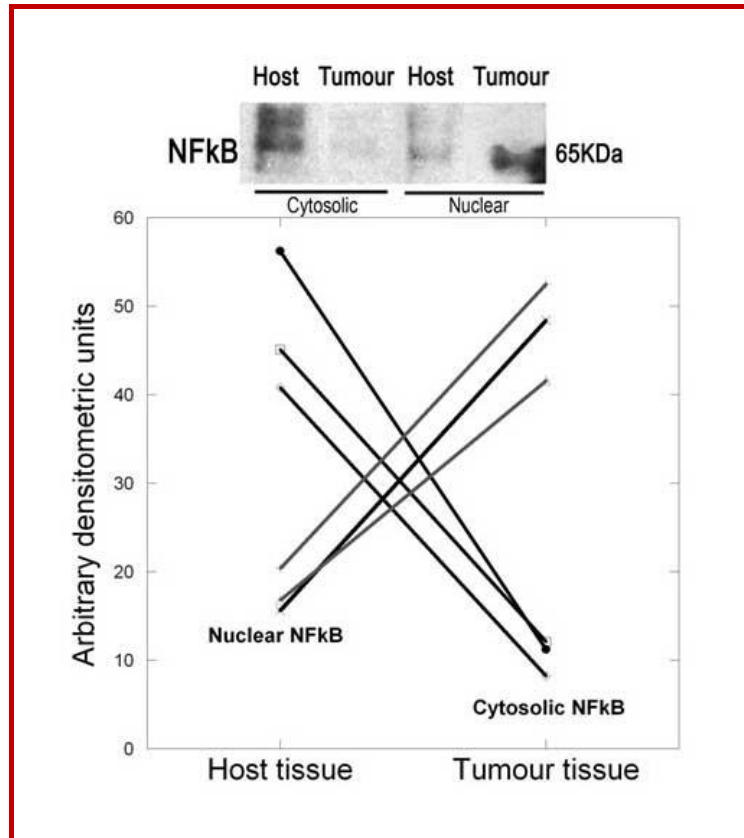 Host Tumour Host Tumour
NFkB 65KDa
Cytosolic Nuclear
60
50
40
30
20
10
0
Arbitrary densitometric units
Nuclear NFkB
Cytosolic NFkB
Host tissue Tumour tissue